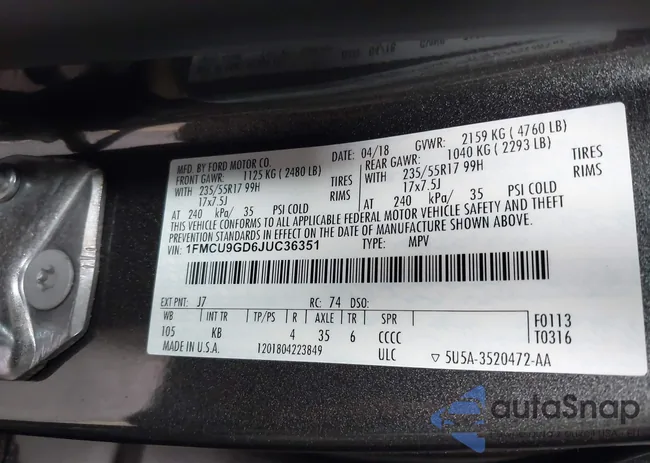 MFD. BY FORD MOTOR CO.
DATE: 04/18 GVWR: 2159 KG ( 4760 LB)
FRONT GAWR: 1125 KG ( 2480 LB) REAR GAWR: 1040 KG ( 2293 LB)
WITH 235/55R17 99H TIRES WITH 235/55R17 99H TIRES
17x7.5J RIMS 17x7.5J RIMS
AT 240 kPa/ 35 PSI COLD AT 240 kPa/ 35 PSI COLD
THIS VEHICLE CONFORMS TO ALL APPLICABLE FEDERAL MOTOR VEHICLE SAFETY AND THEFT
PREVENTION STANDARDS IN EFFECT ON THE DATE OF MANUFACTURE SHOWN ABOVE.
VIN: 1FMCU9GD6JUC36351 TYPE: MPV
EXT PNT: J7 RC: 74 DSO:
WB INT TR TP/PS R AXLE TR SPR F0113
105 KB 4 35 6 CCCC T0316
MADE IN U.S.A. 1201804223849 ULC ▽ 5U5A-3520472-AA
autoSnap